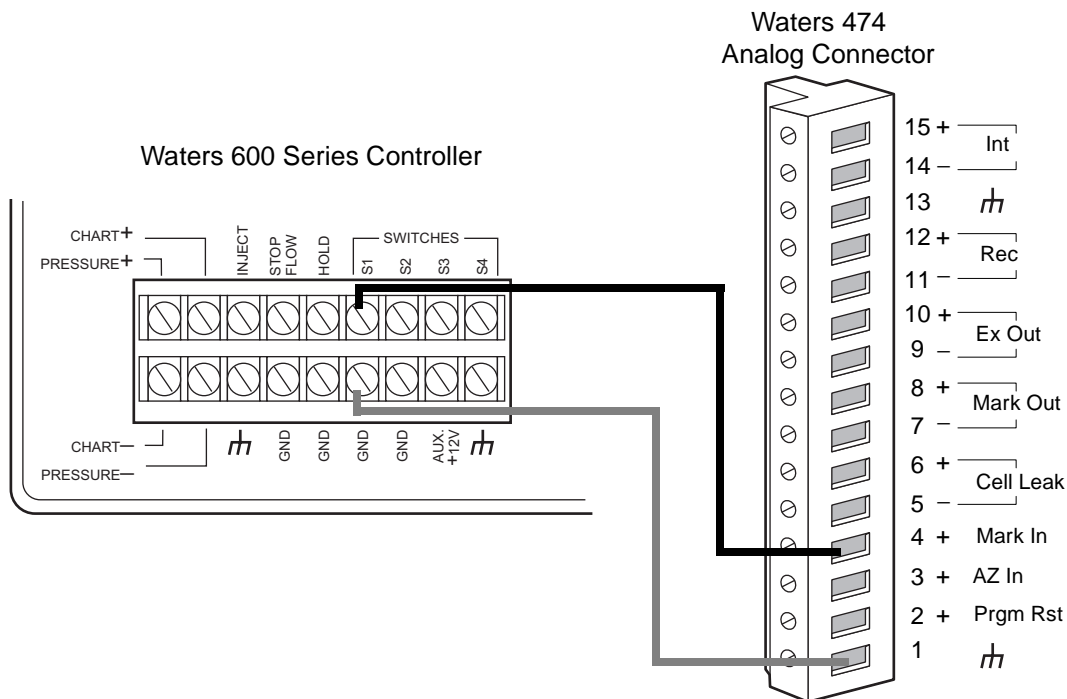 Waters 474
Analog Connector
Waters 600 Series Controller
CHART+
PRESSURE+
INJECT
STOP
FLOW
HOLD
SWITCHES
S1
S2
S3
S4
CHART–
PRESSURE–
GND
GND
GND
GND
AUX.
+12V
15 +
Int
14 –
13
12 +
Rec
11 –
10 +
Ex Out
9 –
8 +
Mark Out
7 –
6 +
Cell Leak
5 –
4 + Mark In
3 + AZ In
2 + Prgm Rst
1